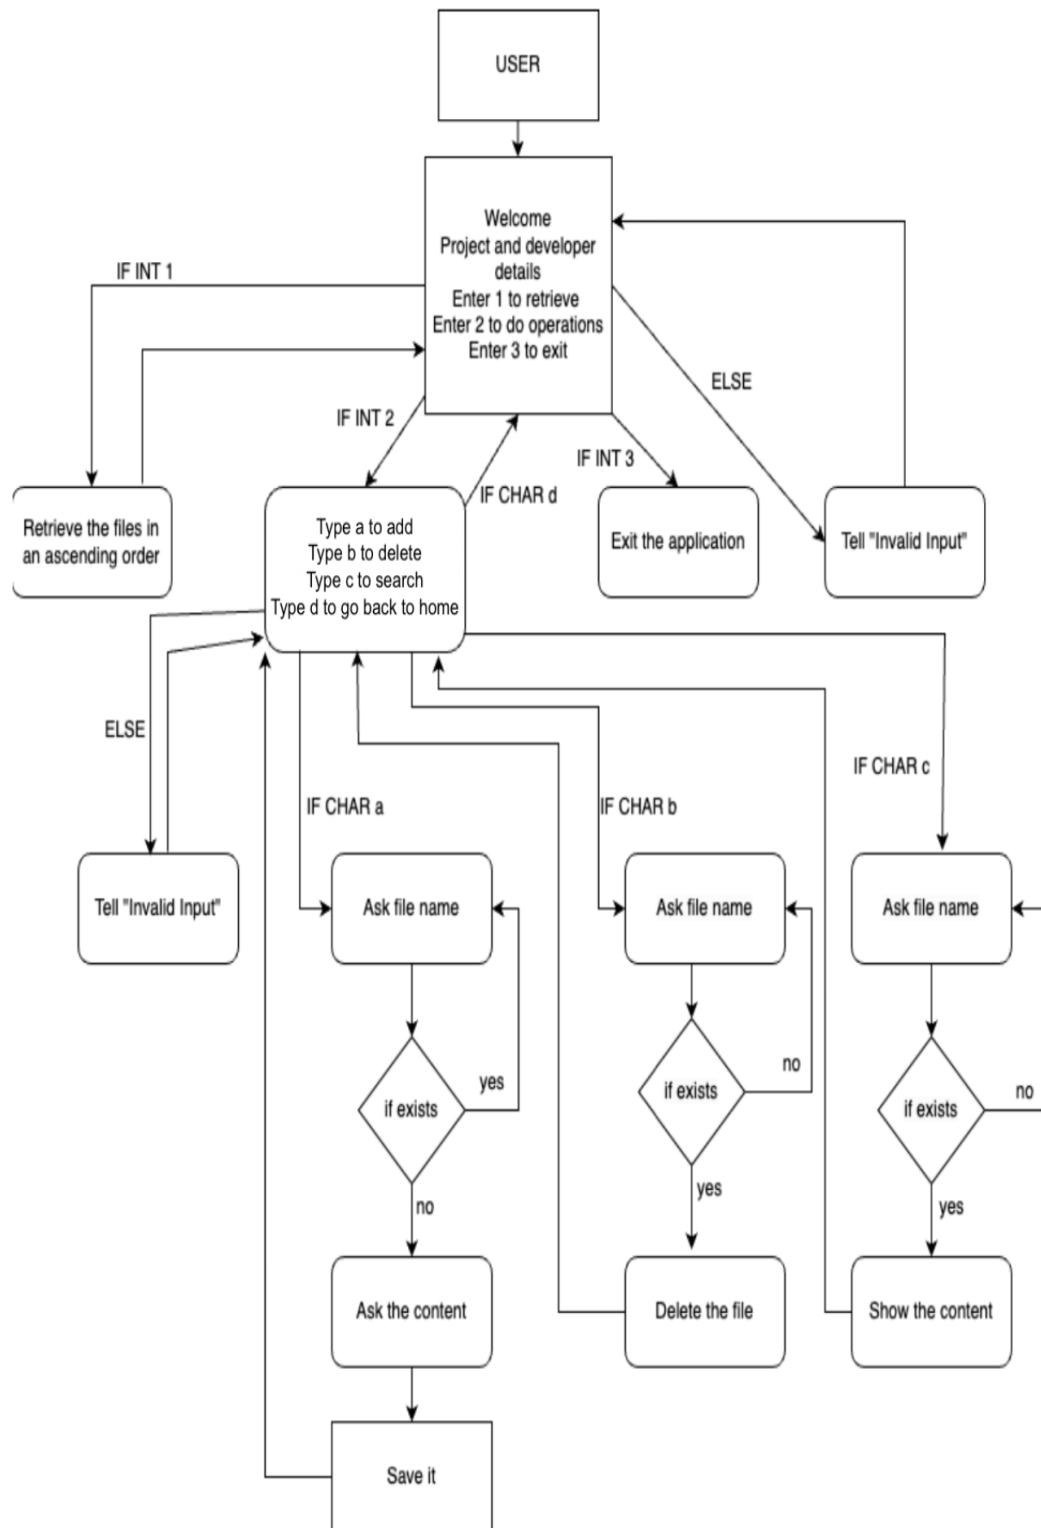 USER
Welcome
Project and developer
details
Enter 1 to retrieve
Enter 2 to do operations
Enter 3 to exit
IF INT 1
ELSE
IF INT 2
IF INT 3
IF CHAR d
Retrieve the files in
an ascending order
Type a to add
Type b to delete
Type c to search
Type d to go back to home
Exit the application
Tell "Invalid Input"
ELSE
IF CHAR a
IF CHAR b
IF CHAR c
Tell "Invalid Input"
Ask file name
Ask file name
Ask file name
if exists
yes
if exists
no
if exists
no
no
yes
yes
Ask the content
Delete the file
Show the content
Save it